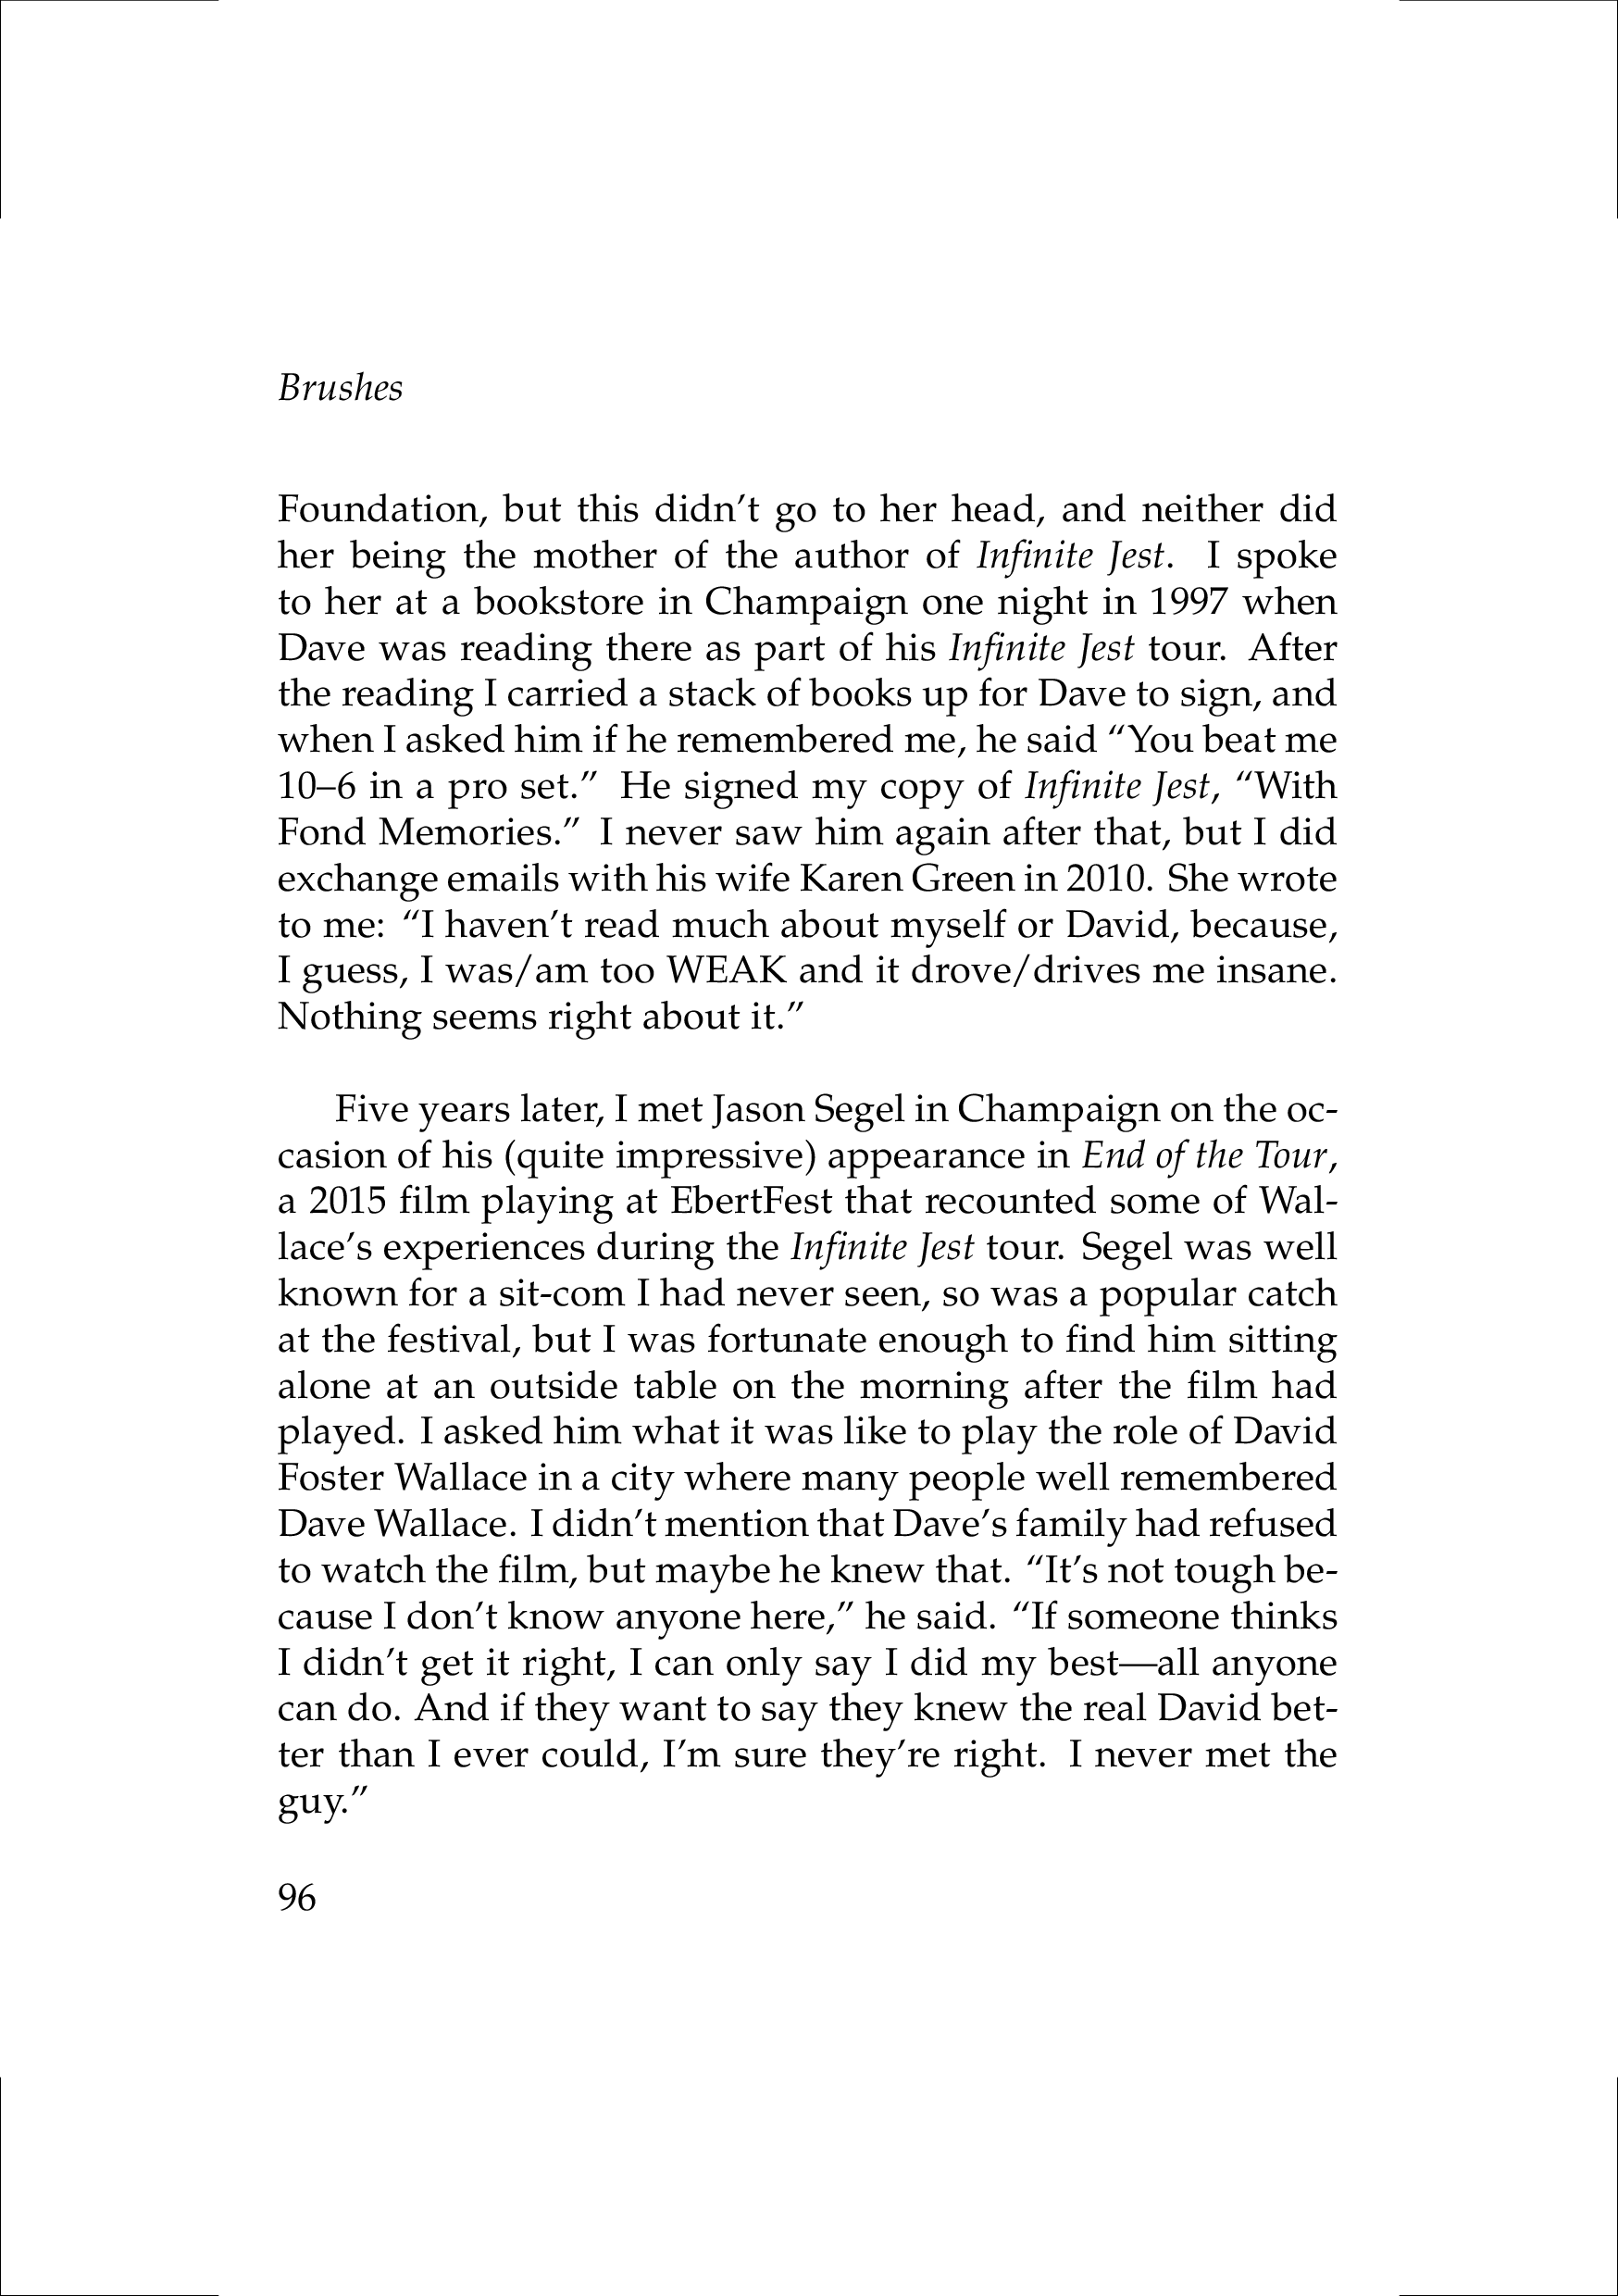 Brushes
Foundation, but this didn’t go to her head, and neither did
her being the mother of the author of Infinite Jest. I spoke
to her at a bookstore in Champaign one night in 1997 when
Dave was reading there as part of his Infinite Jest tour. After
the reading I carried a stack of books up for Dave to sign, and
when I asked him if he remembered me, he said “You beat me
10–6 in a pro set.” He signed my copy of Infinite Jest, “With
Fond Memories.” I never saw him again after that, but I did
exchange emails with his wife Karen Green in 2010. She wrote
to me: “I haven’t read much about myself or David, because,
I guess, I was/am too WEAK and it drove/drives me insane.
Nothing seems right about it.”
Five years later, I met Jason Segel in Champaign on the oc-
casion of his (quite impressive) appearance in End of the Tour,
a 2015 film playing at EbertFest that recounted some of Wal-
lace’s experiences during the Infinite Jest tour. Segel was well
known for a sit-com I had never seen, so was a popular catch
at the festival, but I was fortunate enough to find him sitting
alone at an outside table on the morning after the film had
played. I asked him what it was like to play the role of David
Foster Wallace in a city where many people well remembered
Dave Wallace. I didn’t mention that Dave’s family had refused
to watch the film, but maybe he knew that. “It’s not tough be-
cause I don’t know anyone here,” he said. “If someone thinks
I didn’t get it right, I can only say I did my best—all anyone
can do. And if they want to say they knew the real David bet-
ter than I ever could, I’m sure they’re right. I never met the
guy.”
96